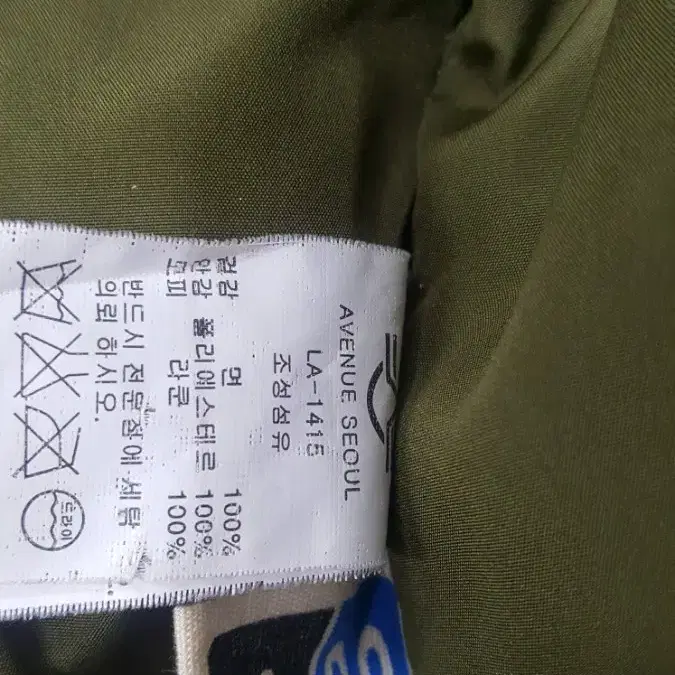 AVENUE SEOUL
LA-1415
조성섬유
겉감 면 100%
안감 폴리에스테르 100%
모피 라쿤 100%
반드시 전문점에 세탁
의뢰 하시오.
드라이